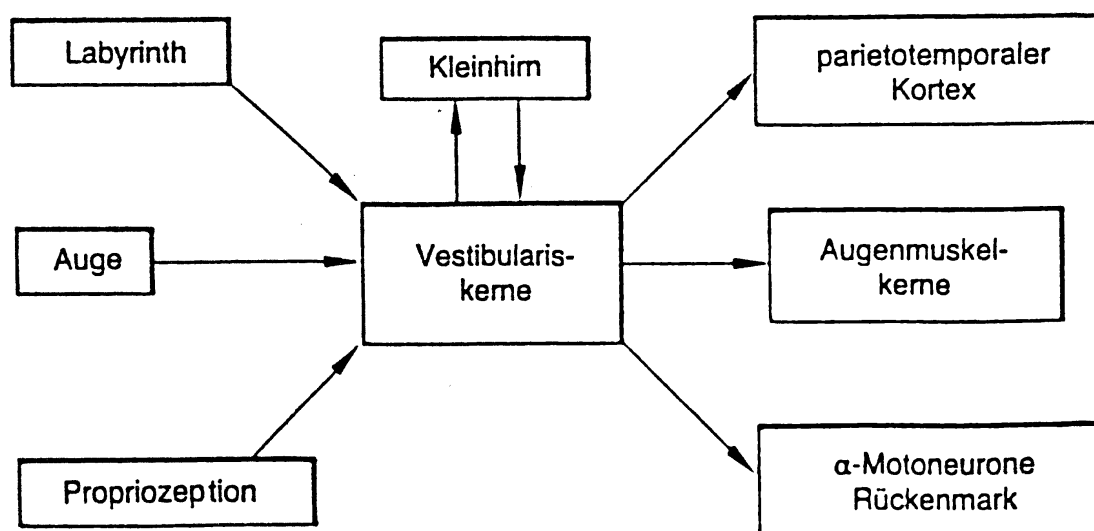 Labyrinth
Kleinhirn
parietotemporaler
Kortex
Auge
Vestibularis-
kerne
Augenmuskel-
kerne
Propriozeption
α-Motoneurone
Rückenmark